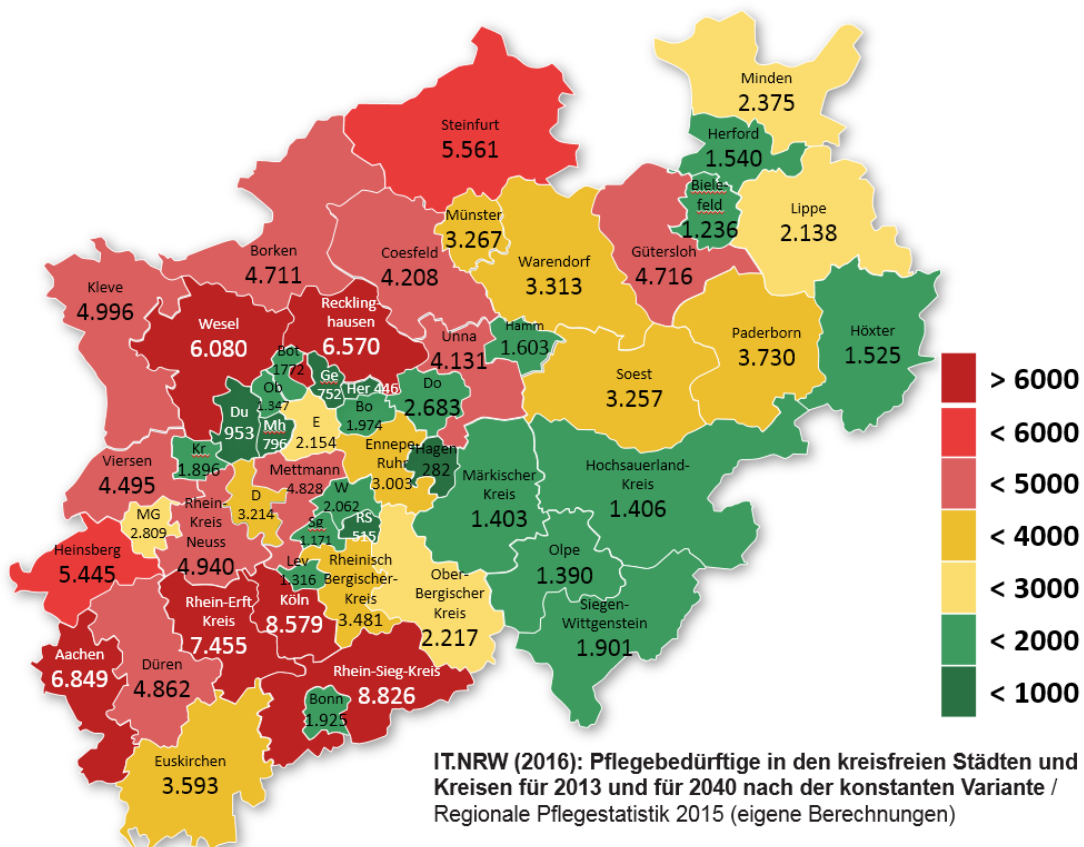 Minden
2.375
Steinfurt
5.561
Herford
1.540
Biele-
feld
1.236
Lippe
2.138
Münster
3.267
Warendorf
3.313
Gütersloh
4.716
Borken
4.711
Coesfeld
4.208
Kleve
4.996
Wesel
6.080
Reckling-
hausen
6.570
Unna
4.131
Hamm
1.603
Soest
3.257
Paderborn
3.730
Höxter
1.525
Bot
1772
Ge
752
Her 446
Ob
1.347
Bo
1.974
Do
2.683
Du
953
Mh
796
E
2.154
Ennepe-
Ruhr
3.003
Hagen
282
Märkischer
Kreis
1.403
Hochsauerland-
Kreis
1.406
Kr
1.896
Viersen
4.495
Mettmann
4.828
MG
2.809
Rhein-
Kreis
Neuss
4.940
D
3.214
W
2.062
Sg
1.171
RS
515
Heinsberg
5.445
Lev
1.316
Rheinisch
Bergischer-
Kreis
3.481
Ober-
Bergischer
Kreis
2.217
Olpe
1.390
Siegen-
Wittgenstein
1.901
Rhein-Erft
Kreis
7.455
Köln
8.579
Aachen
6.849
Düren
4.862
Rhein-Sieg-Kreis
8.826
Bonn
1.925
Euskirchen
3.593
> 6000
< 6000
< 5000
< 4000
< 3000
< 2000
< 1000
IT.NRW (2016): Pflegebedürftige in den kreisfreien Städten und
Kreisen für 2013 und für 2040 nach der konstanten Variante /
Regionale Pflegestatistik 2015 (eigene Berechnungen)